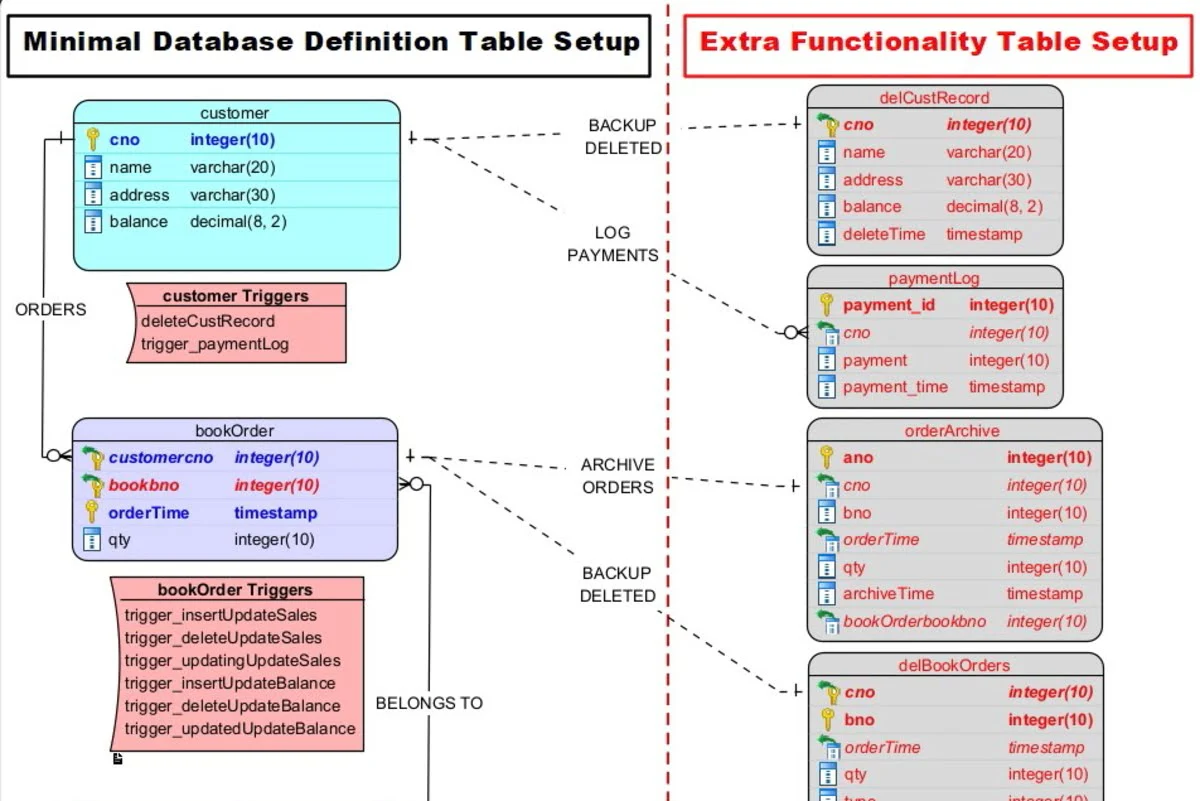 Minimal Database Definition Table Setup
Extra Functionality Table Setup
customer
cno integer(10)
name varchar(20)
address varchar(30)
balance decimal(8, 2)
customer Triggers
deleteCustRecord
trigger_paymentLog
ORDERS
bookOrder
customercno integer(10)
bookbno integer(10)
orderTime timestamp
qty integer(10)
bookOrder Triggers
trigger_insertUpdateSales
trigger_deleteUpdateSales
trigger_updatingUpdateSales
trigger_insertUpdateBalance
trigger_deleteUpdateBalance
trigger_updatedUpdateBalance
BELONGS TO
BACKUP
DELETED
LOG
PAYMENTS
ARCHIVE
ORDERS
BACKUP
DELETED
delCustRecord
cno integer(10)
name varchar(20)
address varchar(30)
balance decimal(8, 2)
deleteTime timestamp
paymentLog
payment_id integer(10)
cno integer(10)
payment integer(10)
payment_time timestamp
orderArchive
ano integer(10)
cno integer(10)
bno integer(10)
orderTime timestamp
qty integer(10)
archiveTime timestamp
bookOrderbookbno integer(10)
delBookOrders
cno integer(10)
bno integer(10)
orderTime timestamp
qty integer(10)
type integer(10)